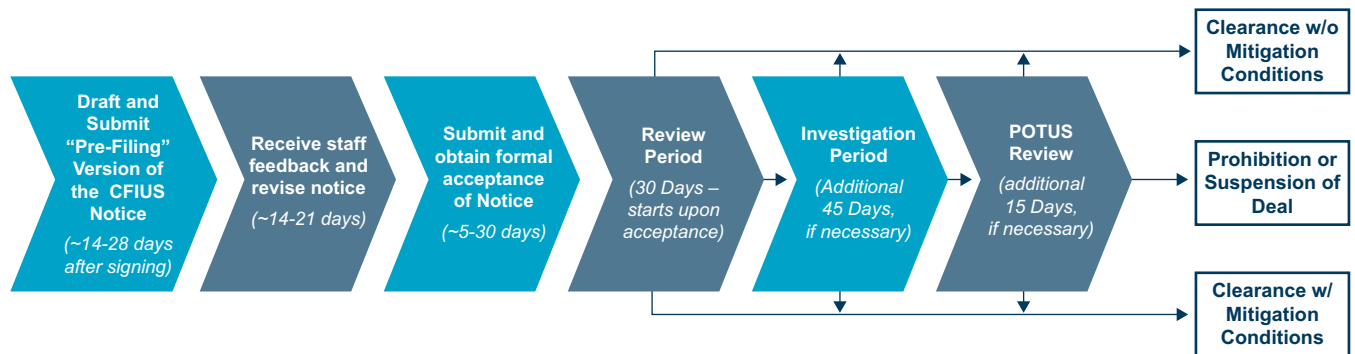 Draft and
Submit
“Pre-Filing”
Version of
the CFIUS
Notice
(~14-28 days
after signing)
Receive staff
feedback and
revise notice
(~14-21 days)
Submit and
obtain formal
acceptance
of Notice
(~5-30 days)
Review
Period
(30 Days –
starts upon
acceptance)
Investigation
Period
(Additional
45 Days,
if necessary)
POTUS
Review
(additional
15 Days,
if necessary)
Clearance w/o
Mitigation
Conditions
Prohibition or
Suspension of
Deal
Clearance w/
Mitigation
Conditions